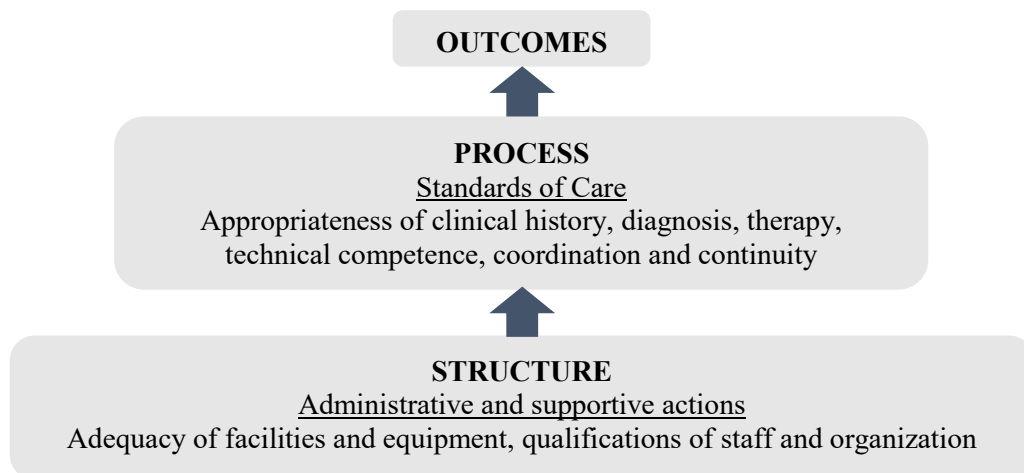 OUTCOMES
PROCESS
Standards of Care
Appropriateness of clinical history, diagnosis, therapy,
technical competence, coordination and continuity
STRUCTURE
Administrative and supportive actions
Adequacy of facilities and equipment, qualifications of staff and organization